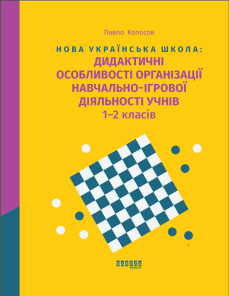 Павло Колосов
НОВА УКРАЇНСЬКА ШКОЛА:
ДИДАКТИЧНІ
ОСОБЛИВОСТІ ОРГАНІЗАЦІЇ
НАВЧАЛЬНО-ІГРОВОЇ
ДІЯЛЬНОСТІ УЧНІВ
1–2 класів